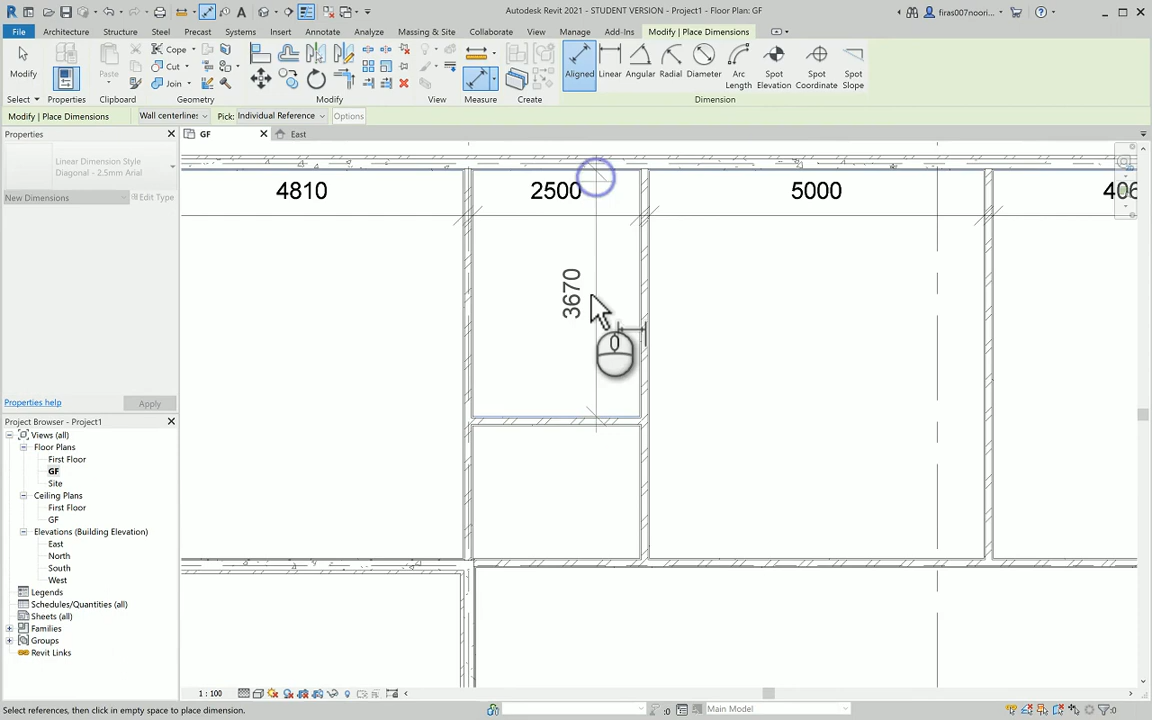 Autodesk Revit 2021 - STUDENT VERSION - Project1 - Floor Plan: GF
firas007noori...
File Architecture Structure Steel Precast Systems Insert Annotate Analyze Massing & Site Collaborate View Manage Add-Ins Modify | Place Dimensions
Modify
Paste
Cope
Cut
Join
Aligned Linear Angular Radial Diameter Arc Length Spot Elevation Spot Coordinate Spot Slope
Select Properties Clipboard Geometry Modify View Measure Create Dimension
Modify | Place Dimensions Wall centerline: Pick: Individual Reference Options
Properties
GF
East
Linear Dimension Style
Diagonal - 2.5mm Arial
New Dimensions Edit Type
4810
2500
5000
406
3670
Properties help Apply
Project Browser - Project1
Views (all)
Floor Plans
First Floor
GF
Site
Ceiling Plans
First Floor
GF
Elevations (Building Elevation)
East
North
South
West
Legends
Schedules/Quantities (all)
Sheets (all)
Families
Groups
Revit Links
1 : 100
Select references, then click in empty space to place dimension.
:0
Main Model
:0